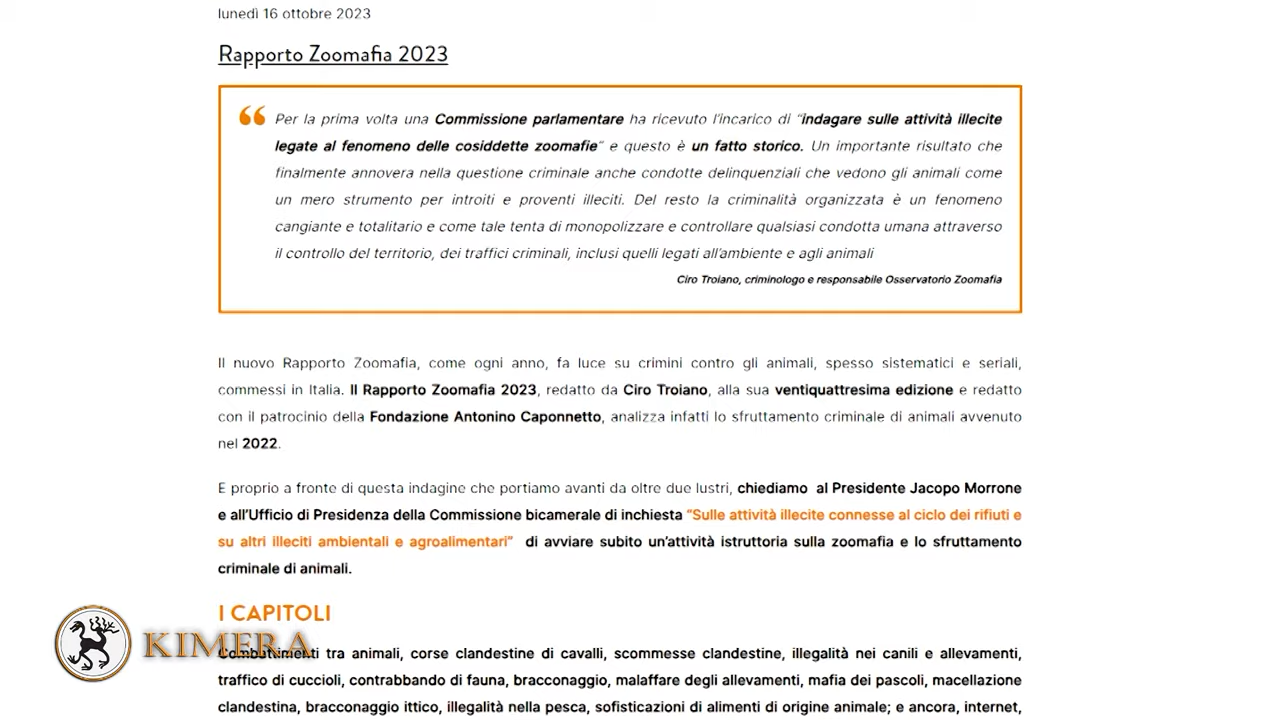 lunedì 16 ottobre 2023
Rapporto Zoomafia 2023
“ Per la prima volta una Commissione parlamentare ha ricevuto l’incarico di “indagare sulle attività illecite
legate al fenomeno delle cosiddette zoomafie” e questo è un fatto storico. Un importante risultato che
finalmente annovera nella questione criminale anche condotte delinquenziali che vedono gli animali come
un mero strumento per introiti e proventi illeciti. Del resto la criminalità organizzata è un fenomeno
cangiante e totalitario e come tale tenta di monopolizzare e controllare qualsiasi condotta umana attraverso
il controllo del territorio, dei traffici criminali, inclusi quelli legati all’ambiente e agli animali
Ciro Troiano, criminologo e responsabile Osservatorio Zoomafia
Il nuovo Rapporto Zoomafia, come ogni anno, fa luce su crimini contro gli animali, spesso sistematici e seriali,
commessi in Italia. Il Rapporto Zoomafia 2023, redatto da Ciro Troiano, alla sua ventiquattresima edizione e redatto
con il patrocinio della Fondazione Antonino Caponnetto, analizza infatti lo sfruttamento criminale di animali avvenuto
nel 2022.
E proprio a fronte di questa indagine che portiamo avanti da oltre due lustri, chiediamo al Presidente Jacopo Morrone
e all’Ufficio di Presidenza della Commissione bicamerale di inchiesta “Sulle attività illecite connesse al ciclo dei rifiuti e
su altri illeciti ambientali e agroalimentari” di avviare subito un’attività istruttoria sulla zoomafia e lo sfruttamento
criminale di animali.
I CAPITOLI
KIMERA
Combattimenti tra animali, corse clandestine di cavalli, scommesse clandestine, illegalità nei canili e allevamenti,
traffico di cuccioli, contrabbando di fauna, bracconaggio, malaffare degli allevamenti, mafia dei pascoli, macellazione
clandestina, bracconaggio ittico, illegalità nella pesca, sofisticazioni di alimenti di origine animale; e ancora, internet,